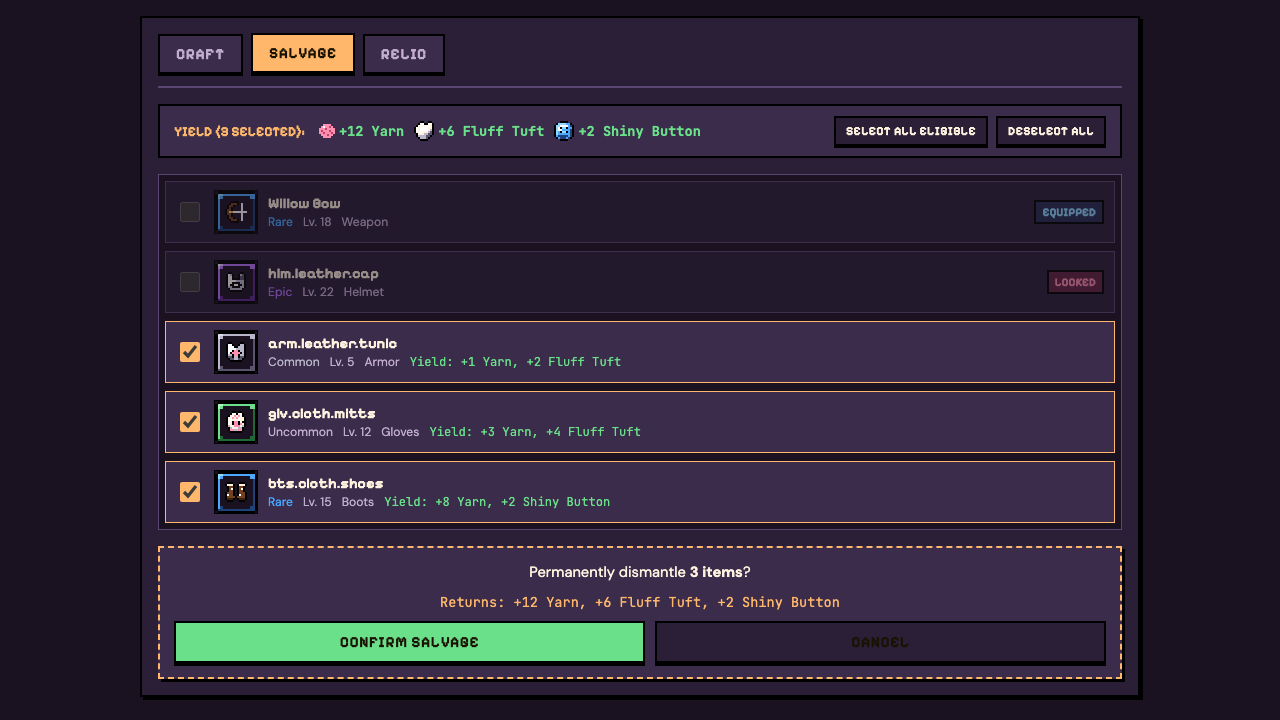 CRAFT
SALVAGE
RELIC
YIELD (3 SELECTED):
+12 Yarn
+6 Fluff Tuft
+2 Shiny Button
SELECT ALL ELIGIBLE
DESELECT ALL
Willow Bow
Rare Lv. 18 Weapon
EQUIPPED
hlm.leather.cap
Epic Lv. 22 Helmet
LOCKED
arm.leather.tunic
Common Lv. 5 Armor Yield: +1 Yarn, +2 Fluff Tuft
glv.cloth.mitts
Uncommon Lv. 12 Gloves Yield: +3 Yarn, +4 Fluff Tuft
bts.cloth.shoes
Rare Lv. 15 Boots Yield: +8 Yarn, +2 Shiny Button
Permanently dismantle 3 items?
Returns: +12 Yarn, +6 Fluff Tuft, +2 Shiny Button
CONFIRM SALVAGE
CANCEL